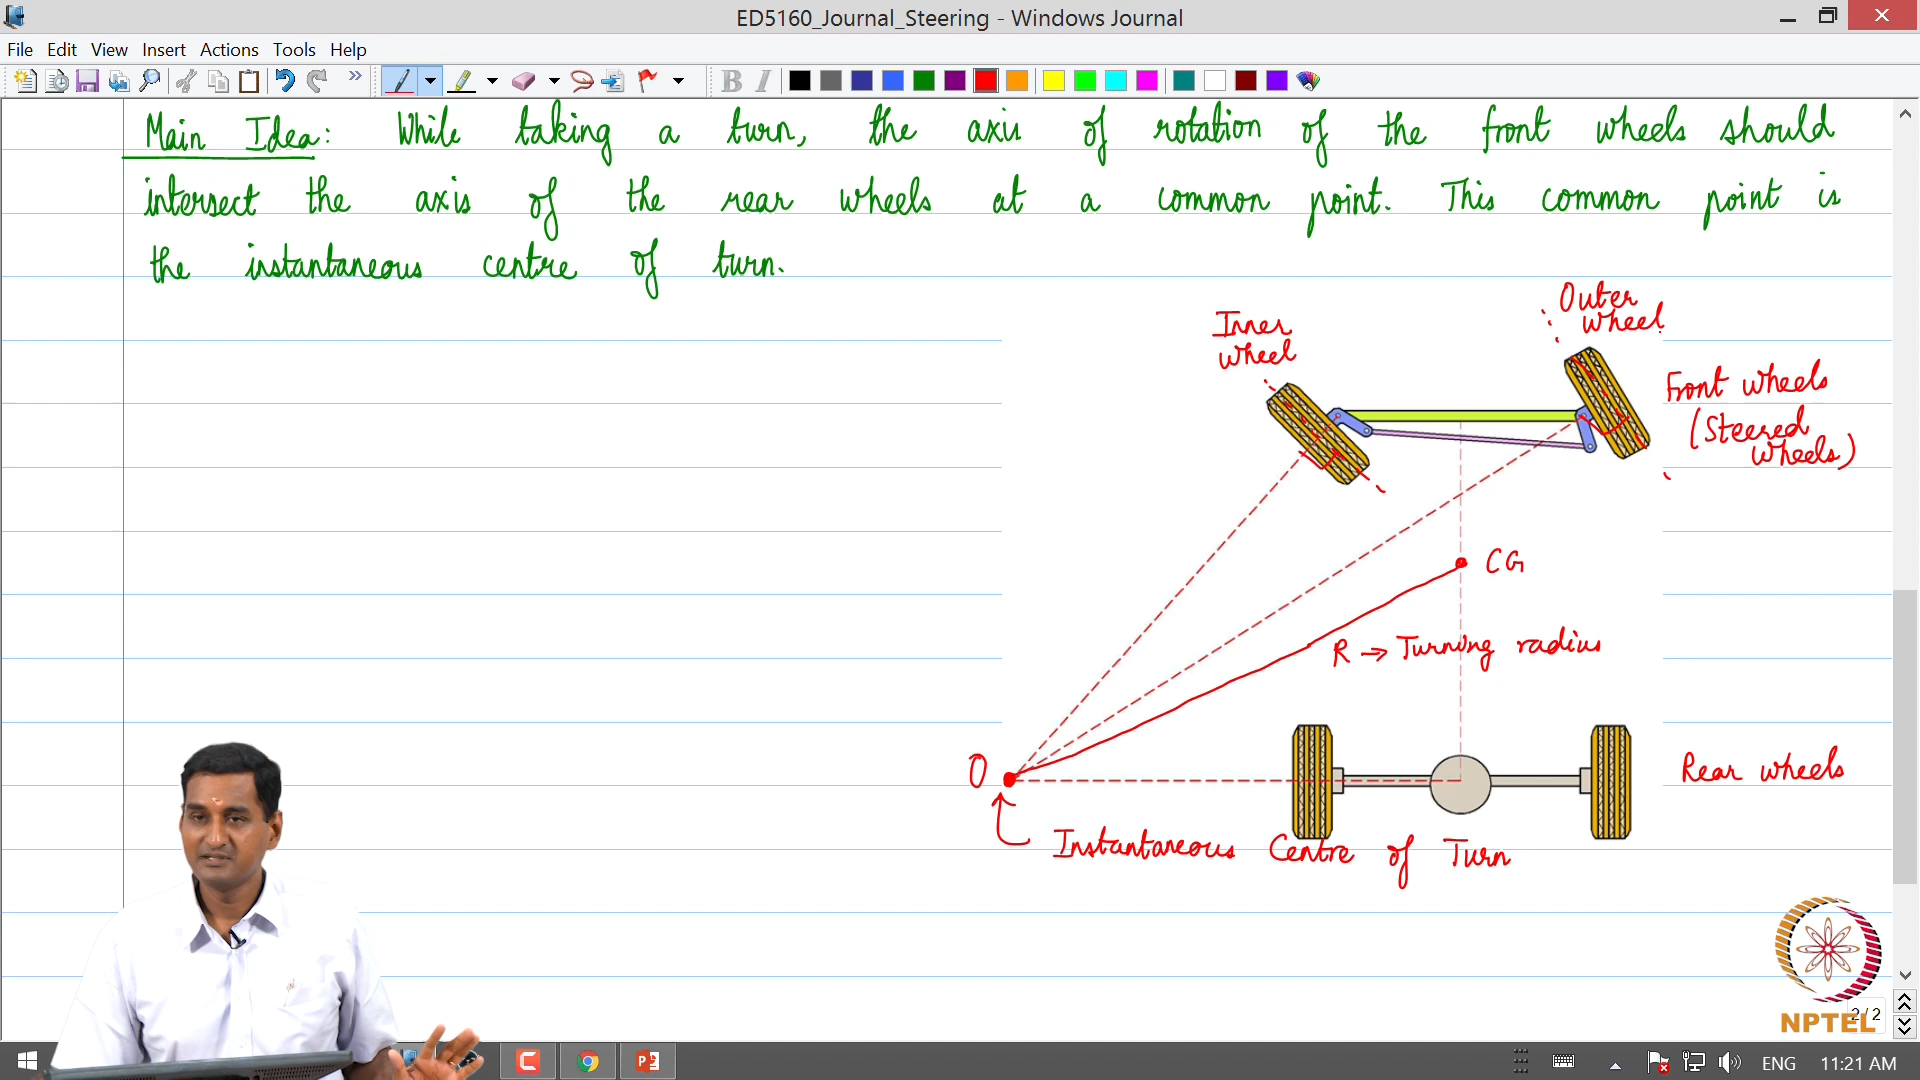 ED5160_Journal_Steering - Windows Journal
File Edit View Insert Actions Tools Help
B I
Main Idea: While taking a turn, the axis of rotation of the front wheels should
intersect the axis of the rear wheels at a common point. This common point is
the instantaneous centre of turn.
Outer
wheel
Inner
wheel
Front wheels
(Steered
wheels)
CG
R → Turning radius
O
Rear wheels
Instantaneous Centre of Turn
2/2
NPTEL
ENG 11:21 AM